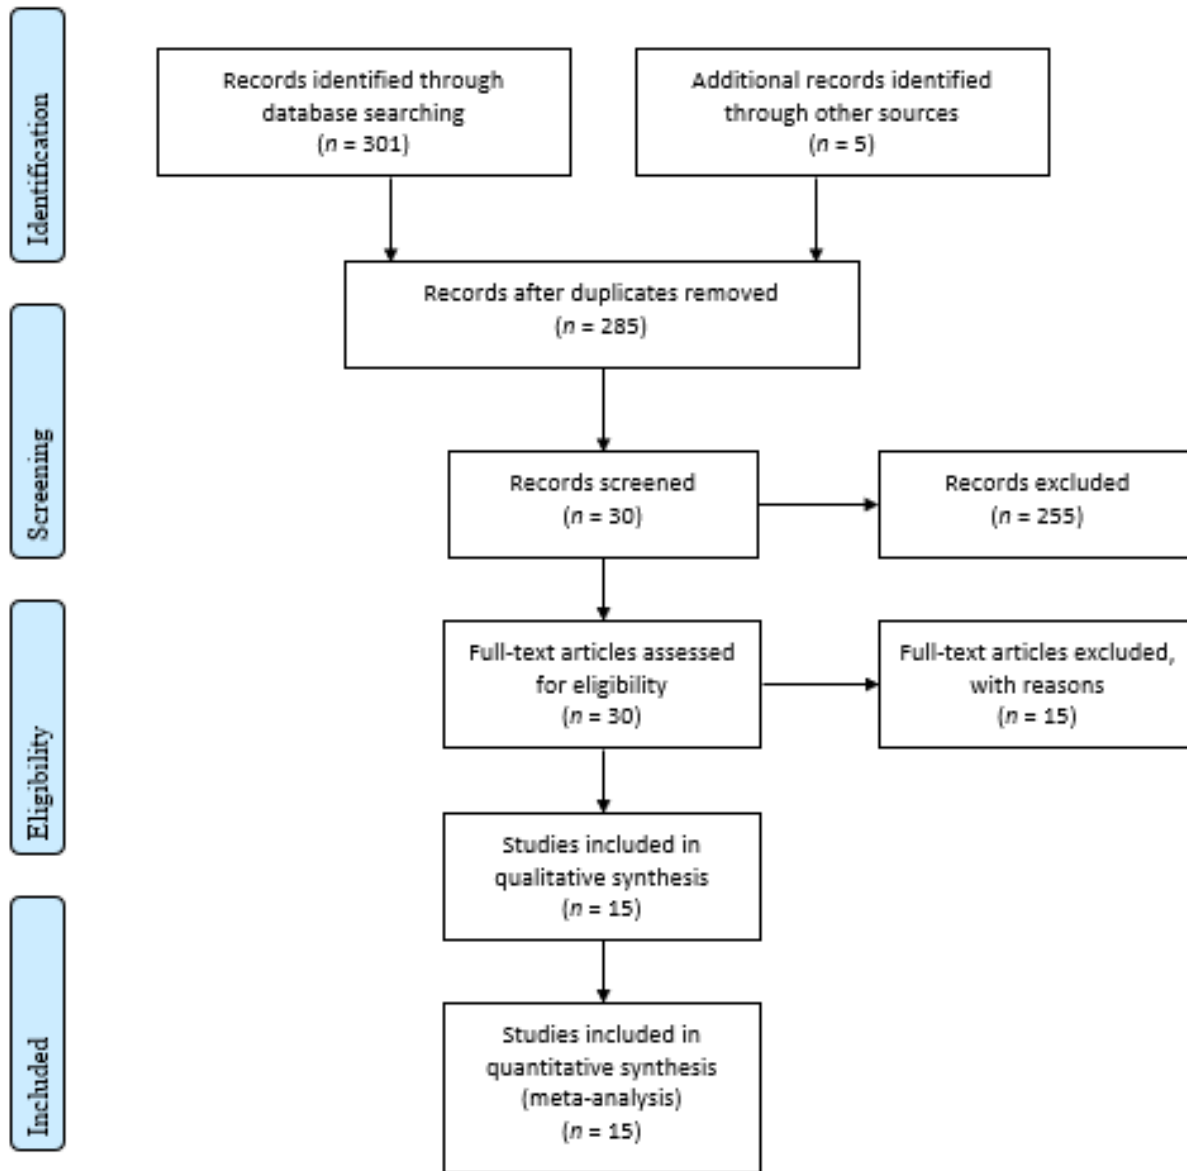 Identification
Records identified through
database searching
(n = 301)
Additional records identified
through other sources
(n = 5)
Records after duplicates removed
(n = 285)
Screening
Records screened
(n = 30)
Records excluded
(n = 255)
Eligibility
Full-text articles assessed
for eligibility
(n = 30)
Full-text articles excluded,
with reasons
(n = 15)
Studies included in
qualitative synthesis
(n = 15)
Included
Studies included in
quantitative synthesis
(meta-analysis)
(n = 15)